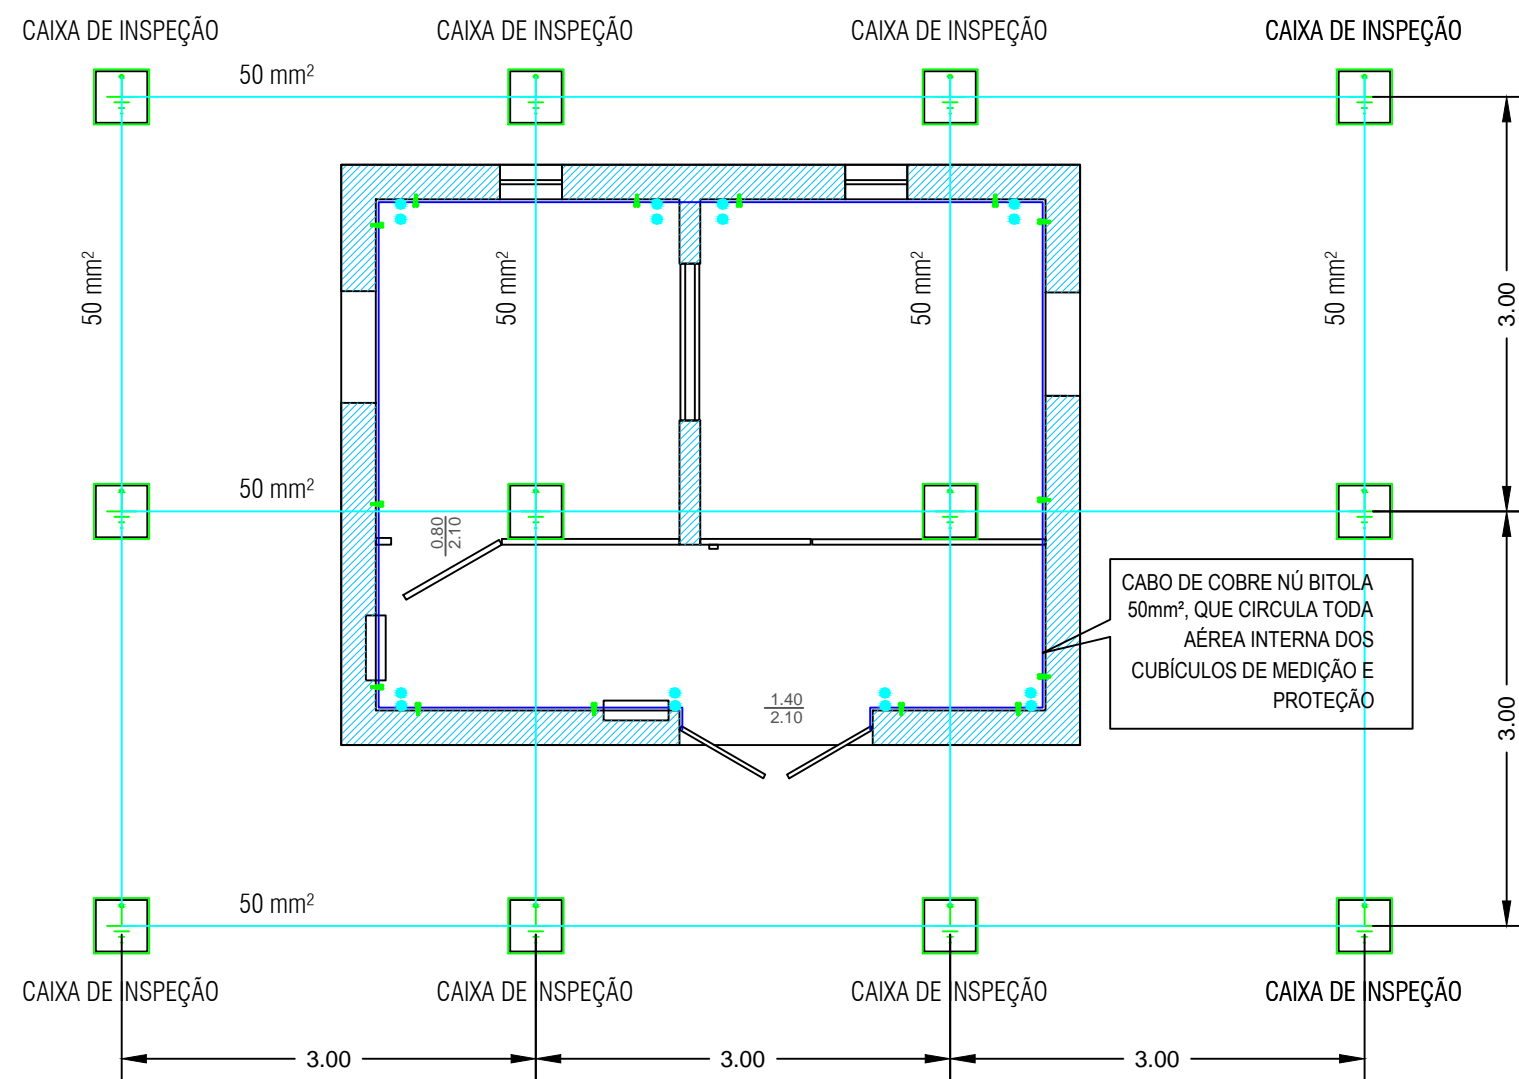 CAIXA DE INSPEÇÃO
CAIXA DE INSPEÇÃO
CAIXA DE INSPEÇÃO
CAIXA DE INSPEÇÃO
50 mm²
50 mm²
50 mm²
50 mm²
50 mm²
3.00
50 mm²
0.80
2.10
CABO DE COBRE NÚ BITOLA
50mm², QUE CIRCULA TODA
AÉREA INTERNA DOS
CUBÍCULOS DE MEDIÇÃO E
PROTEÇÃO
1.40
2.10
3.00
50 mm²
CAIXA DE INSPEÇÃO
CAIXA DE INSPEÇÃO
CAIXA DE INSPEÇÃO
CAIXA DE INSPEÇÃO
3.00
3.00
3.00